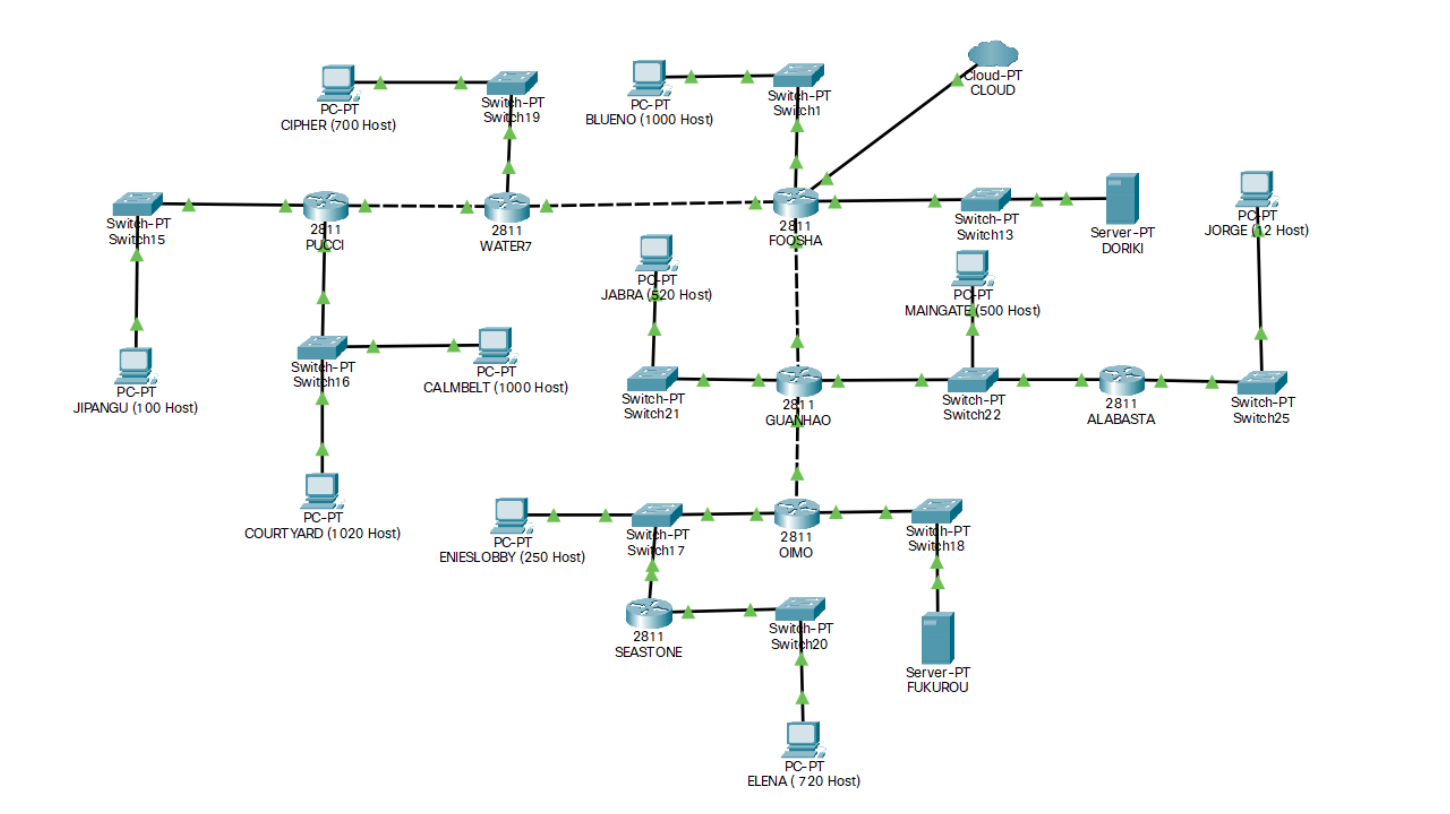 Cloud-PT
CLOUD
PC-PT
CIPHER (700 Host)
Switch-PT
Switch19
PC-PT
BLUENO (1000 Host)
Switch-PT
Switch1
Switch-PT
Switch15
2811
PUCCI
2811
WATER7
2811
FOOSHA
Switch-PT
Switch13
Server-PT
DORIKI
PC-PT
JORGE (12 Host)
PC-PT
JABRA (520 Host)
PC-PT
MAINGATE (500 Host)
PC-PT
JIPANGU (100 Host)
Switch-PT
Switch16
PC-PT
CALMBELT (1000 Host)
Switch-PT
Switch21
2811
GUANHAO
Switch-PT
Switch22
2811
ALABASTA
Switch-PT
Switch25
PC-PT
COURTYARD (1020 Host)
PC-PT
ENIESLOBBY (250 Host)
Switch-PT
Switch17
2811
OIMO
Switch-PT
Switch18
2811
SEASTONE
Switch-PT
Switch20
Server-PT
FUKUROU
PC-PT
ELENA ( 720 Host)